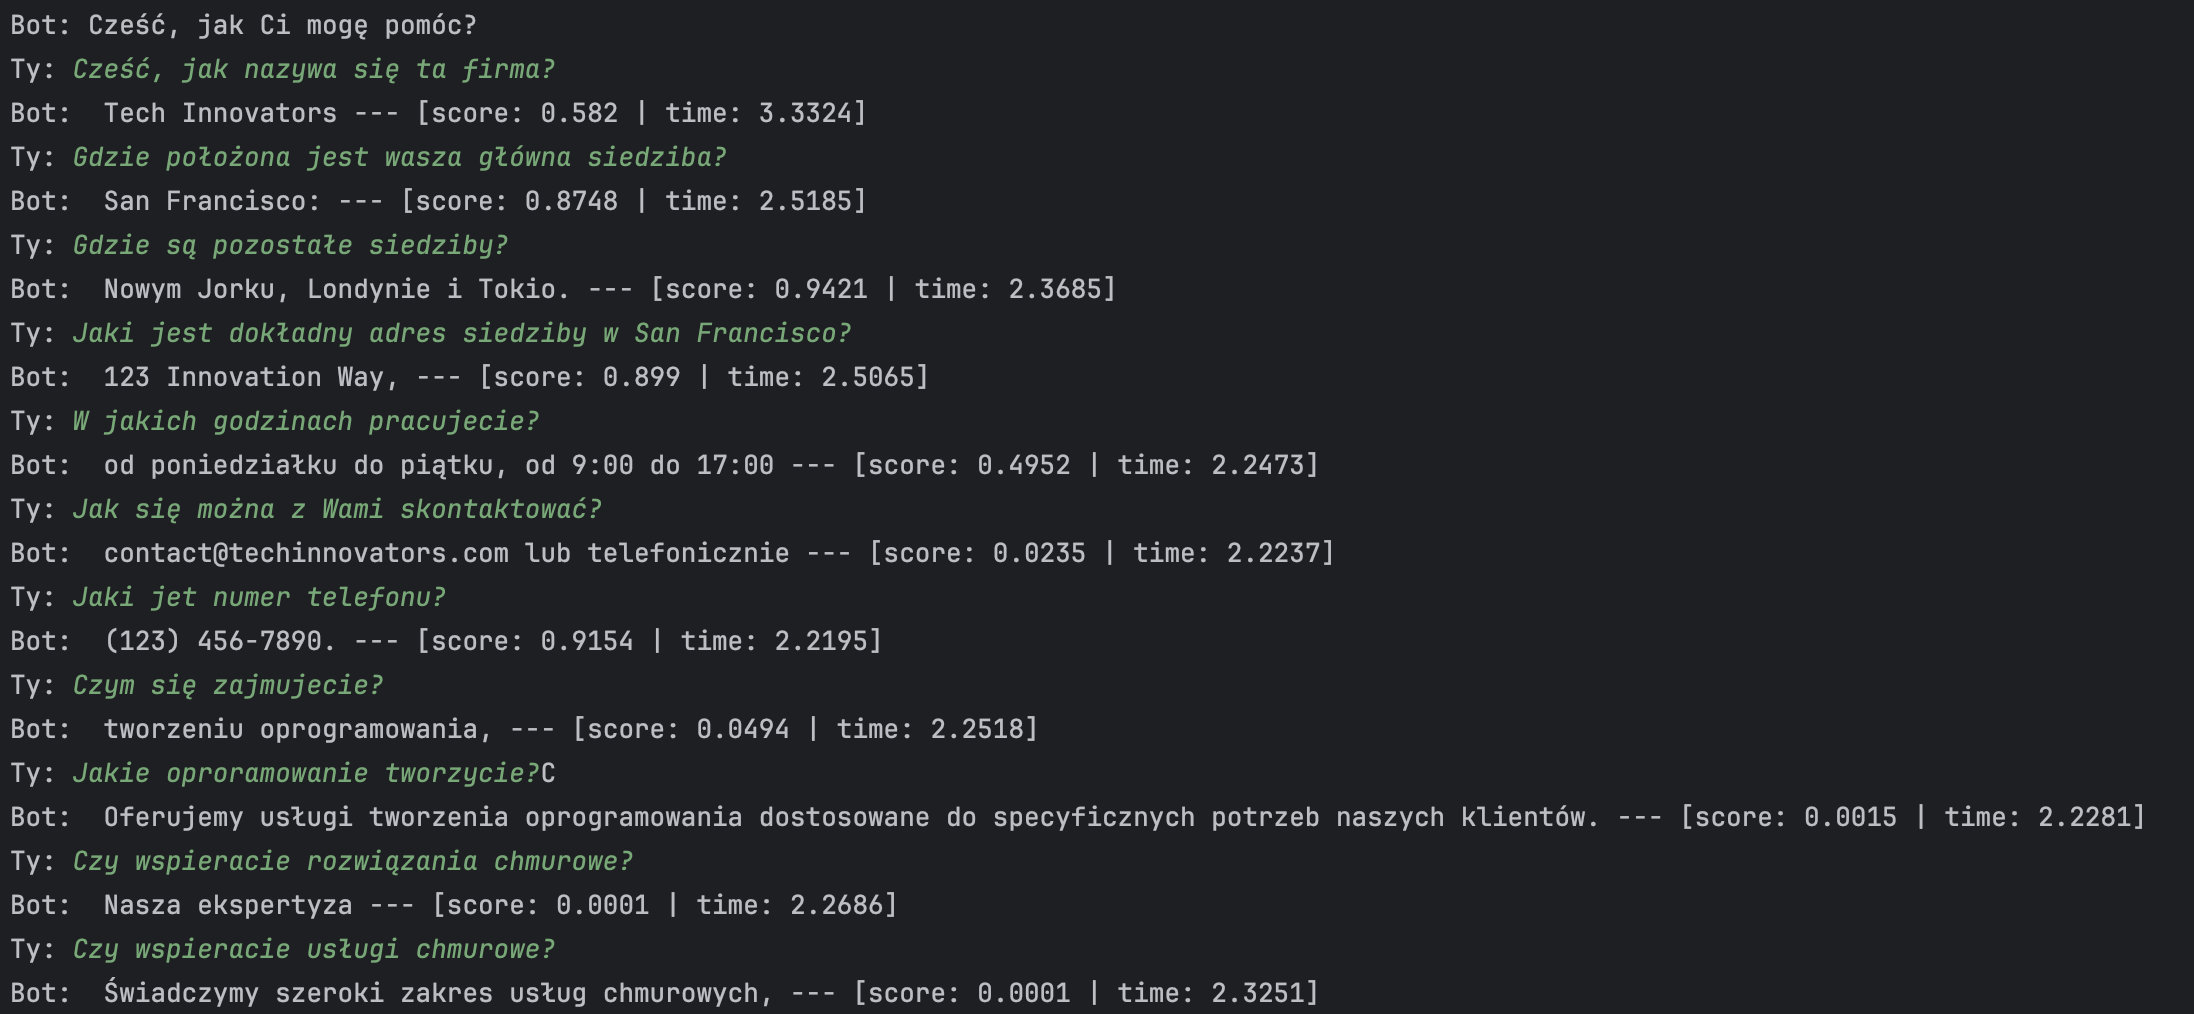 Bot: Cześć, jak Ci mogę pomóc?
Ty: Cześć, jak nazywa się ta firma?
Bot:  Tech Innovators --- [score: 0.582 | time: 3.3324]
Ty: Gdzie położona jest wasza główna siedziba?
Bot:  San Francisco: --- [score: 0.8748 | time: 2.5185]
Ty: Gdzie są pozostałe siedziby?
Bot:  Nowym Jorku, Londynie i Tokio. --- [score: 0.9421 | time: 2.3685]
Ty: Jaki jest dokładny adres siedziby w San Francisco?
Bot:  123 Innovation Way, --- [score: 0.899 | time: 2.5065]
Ty: W jakich godzinach pracujecie?
Bot:  od poniedziałku do piątku, od 9:00 do 17:00 --- [score: 0.4952 | time: 2.2473]
Ty: Jak się można z Wami skontaktować?
Bot:  contact@techinnovators.com lub telefonicznie --- [score: 0.0235 | time: 2.2237]
Ty: Jaki jet numer telefonu?
Bot:  (123) 456-7890. --- [score: 0.9154 | time: 2.2195]
Ty: Czym się zajmujecie?
Bot:  tworzeniu oprogramowania, --- [score: 0.0494 | time: 2.2518]
Ty: Jakie oproramowanie tworzycie?C
Bot:  Oferujemy usługi tworzenia oprogramowania dostosowane do specyficznych potrzeb naszych klientów. --- [score: 0.0015 | time: 2.2281]
Ty: Czy wspieracie rozwiązania chmurowe?
Bot:  Nasza ekspertyza --- [score: 0.0001 | time: 2.2686]
Ty: Czy wspieracie usługi chmurowe?
Bot:  Świadczymy szeroki zakres usług chmurowych, --- [score: 0.0001 | time: 2.3251]